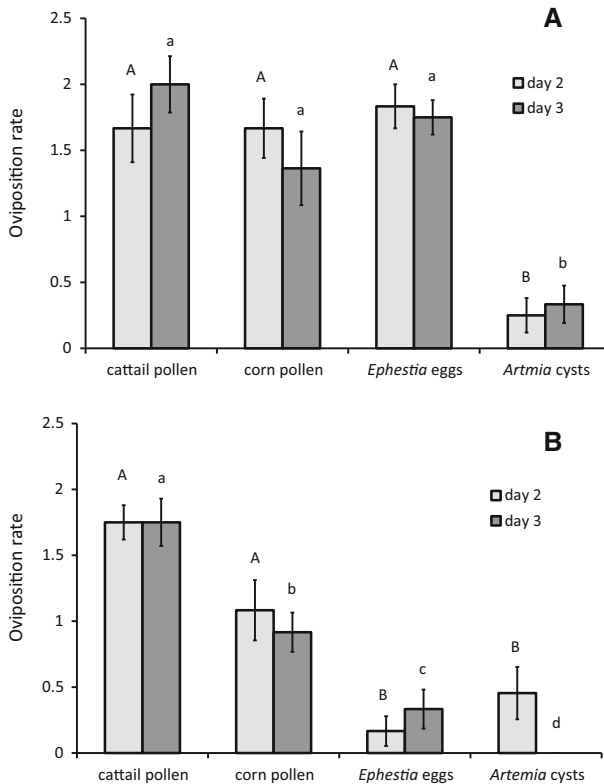 A
2.5
2
1.5
1
0.5
0
Oviposition rate
A a A a A a B b
day 2
day 3
cattail pollen corn pollen Ephestia eggs Artmia cysts
B
2.5
2
1.5
1
0.5
0
Oviposition rate
A a A b B c B d
day 2
day 3
cattail pollen corn pollen Ephestia eggs Artemia cysts